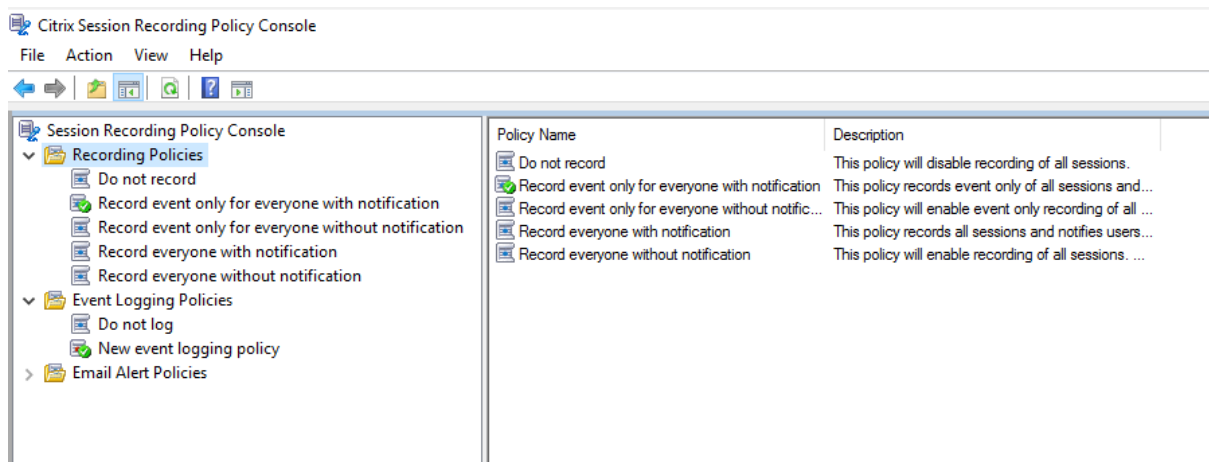 Citrix Session Recording Policy Console
File Action View Help
Session Recording Policy Console
Recording Policies
Do not record
Record event only for everyone with notification
Record event only for everyone without notification
Record everyone with notification
Record everyone without notification
Event Logging Policies
Do not log
New event logging policy
Email Alert Policies
Policy Name Description
Do not record This policy will disable recording of all sessions.
Record event only for everyone with notification This policy records event only of all sessions and...
Record event only for everyone without notific... This policy will enable event only recording of all ...
Record everyone with notification This policy records all sessions and notifies users...
Record everyone without notification This policy will enable recording of all sessions. ...